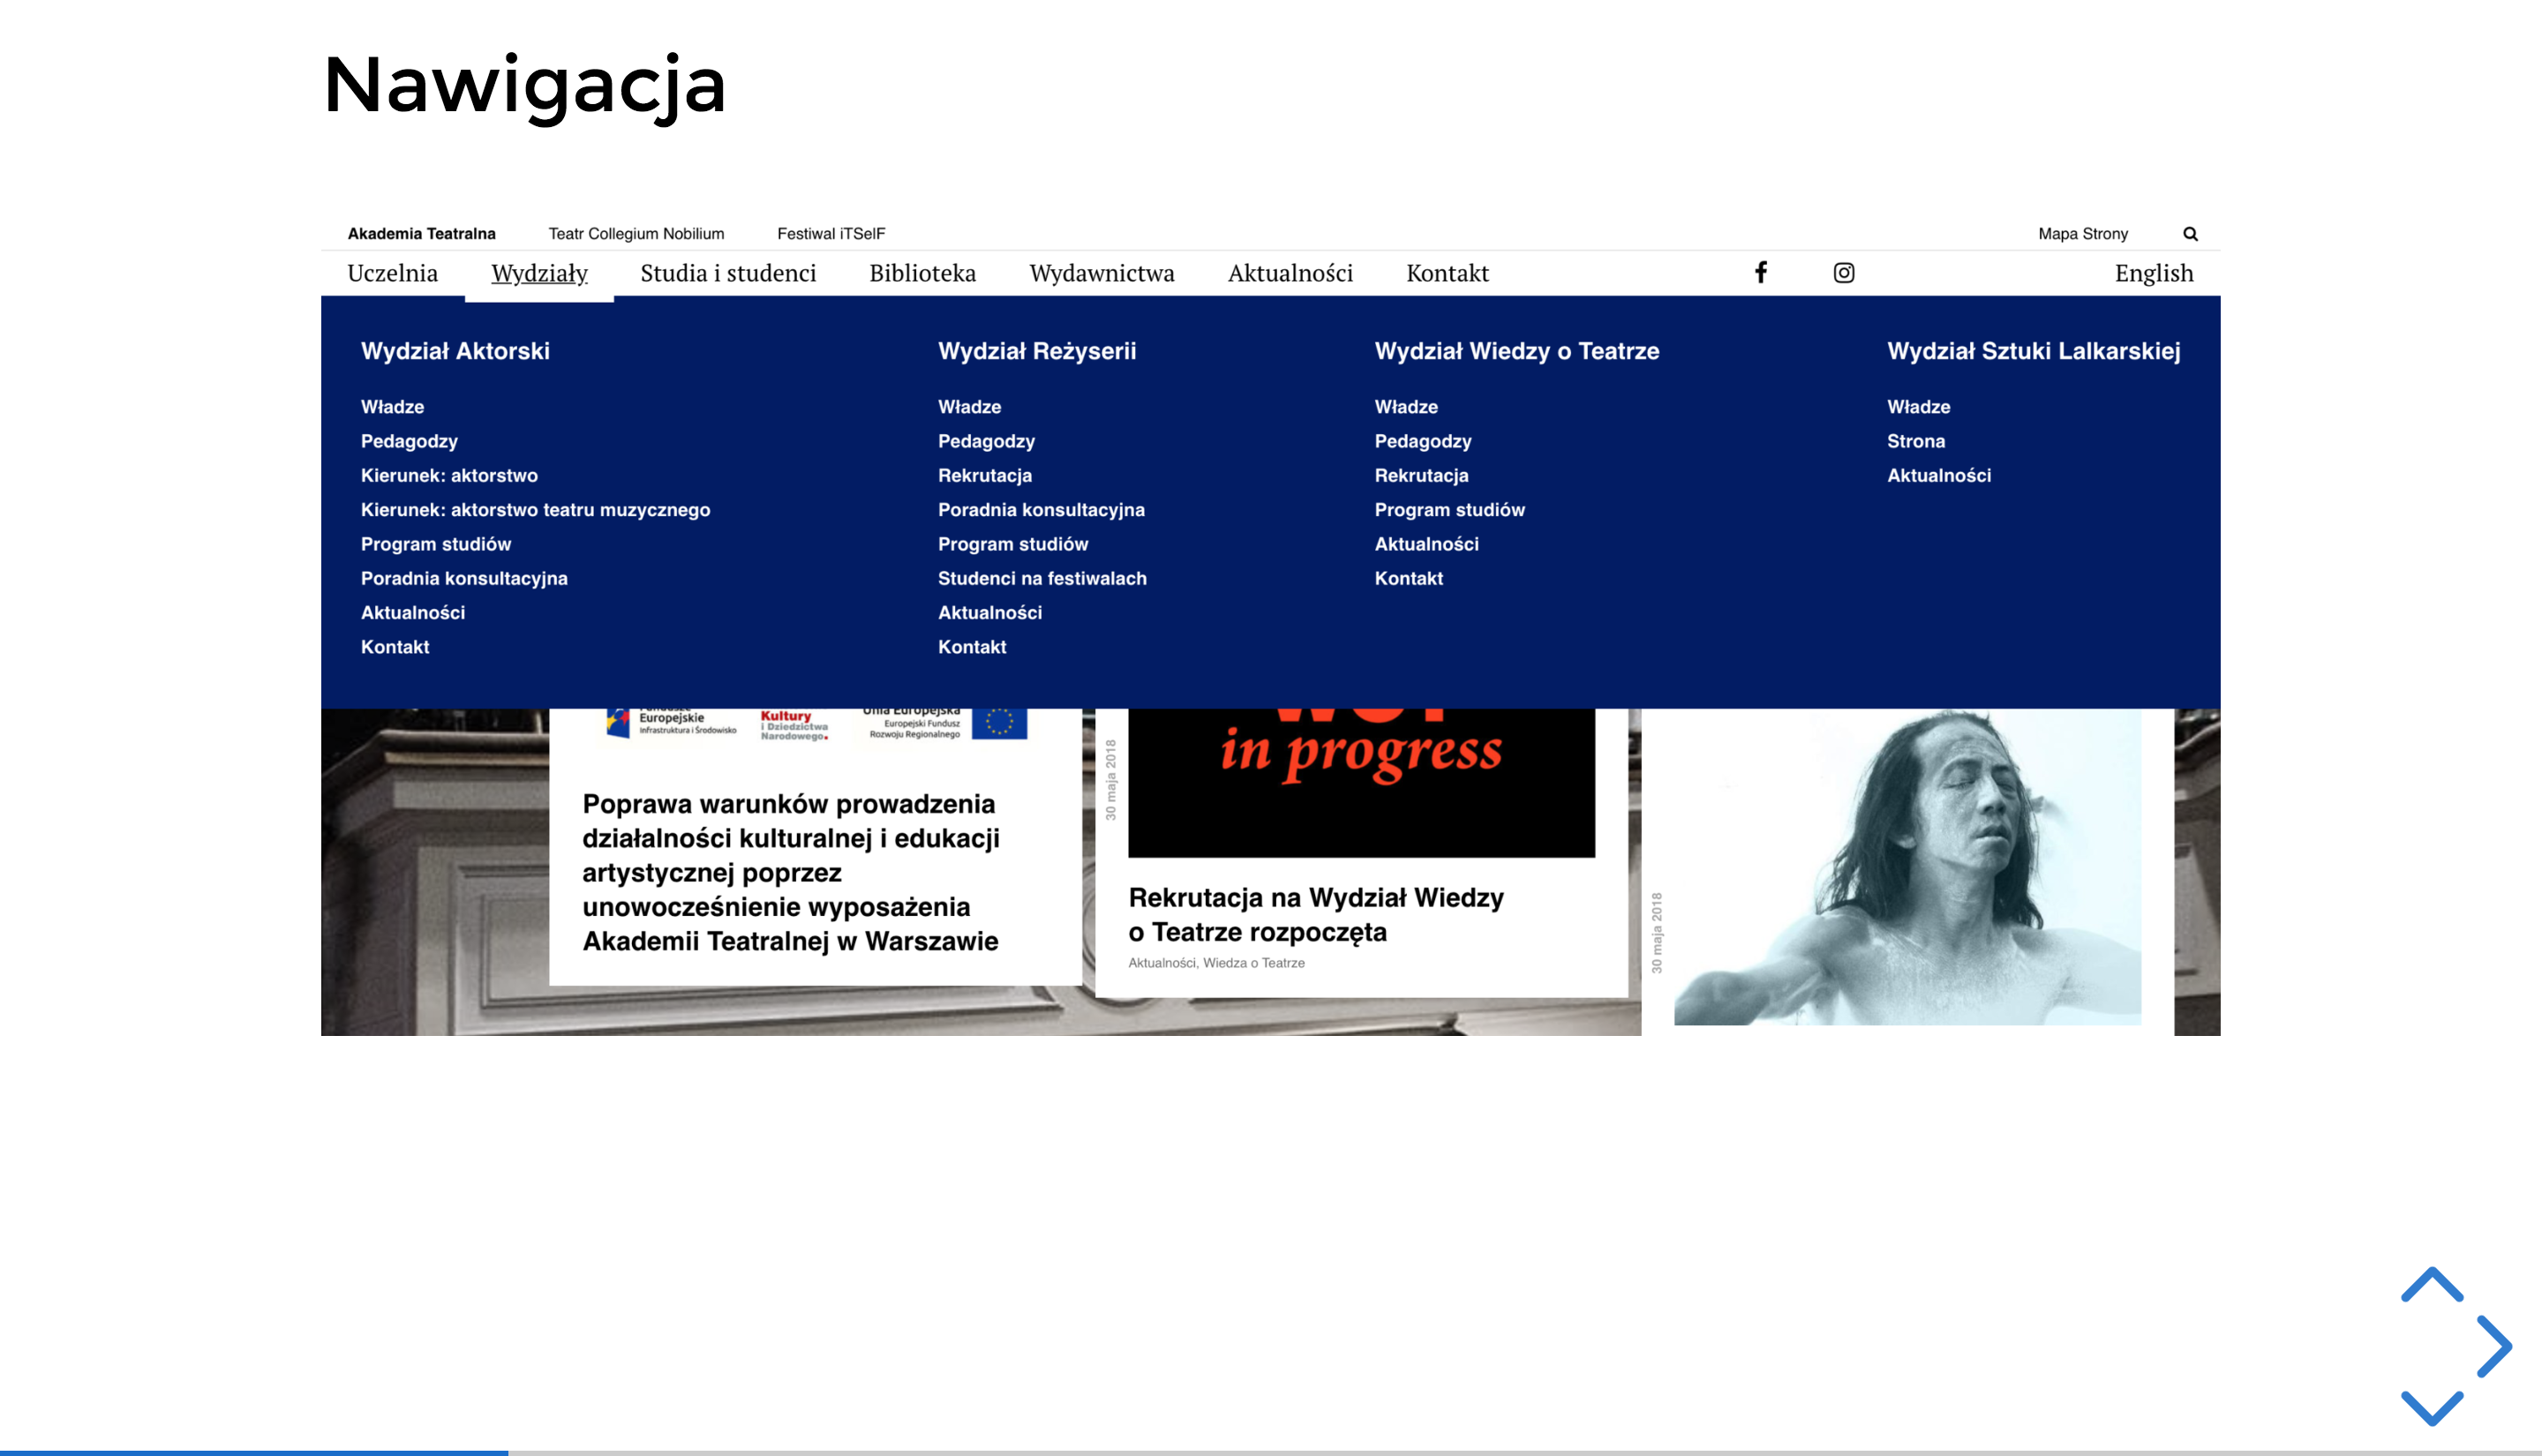 Nawigacja
Akademia Teatralna Teatr Collegium Nobilium Festiwal iTSelF Mapa Strony
Uczelnia Wydziały Studia i studenci Biblioteka Wydawnictwa Aktualności Kontakt English
Wydział Aktorski
Władze
Pedagodzy
Kierunek: aktorstwo
Kierunek: aktorstwo teatru muzycznego
Program studiów
Poradnia konsultacyjna
Aktualności
Kontakt
Wydział Reżyserii
Władze
Pedagodzy
Rekrutacja
Poradnia konsultacyjna
Program studiów
Studenci na festiwalach
Aktualności
Kontakt
Wydział Wiedzy o Teatrze
Władze
Pedagodzy
Rekrutacja
Program studiów
Aktualności
Kontakt
Wydział Sztuki Lalkarskiej
Władze
Strona
Aktualności
Europejskie
Infrastruktura i Środowisko
Kultury
i Dziedzictwa
Narodowego.
Unia Europejska
Europejski Fundusz
Rozwoju Regionalnego
Poprawa warunków prowadzenia
działalności kulturalnej i edukacji
artystycznej poprzez
unowocześnienie wyposażenia
Akademii Teatralnej w Warszawie
30 maja 2018
in progress
Rekrutacja na Wydział Wiedzy
o Teatrze rozpoczęta
Aktualności, Wiedza o Teatrze
30 maja 2018